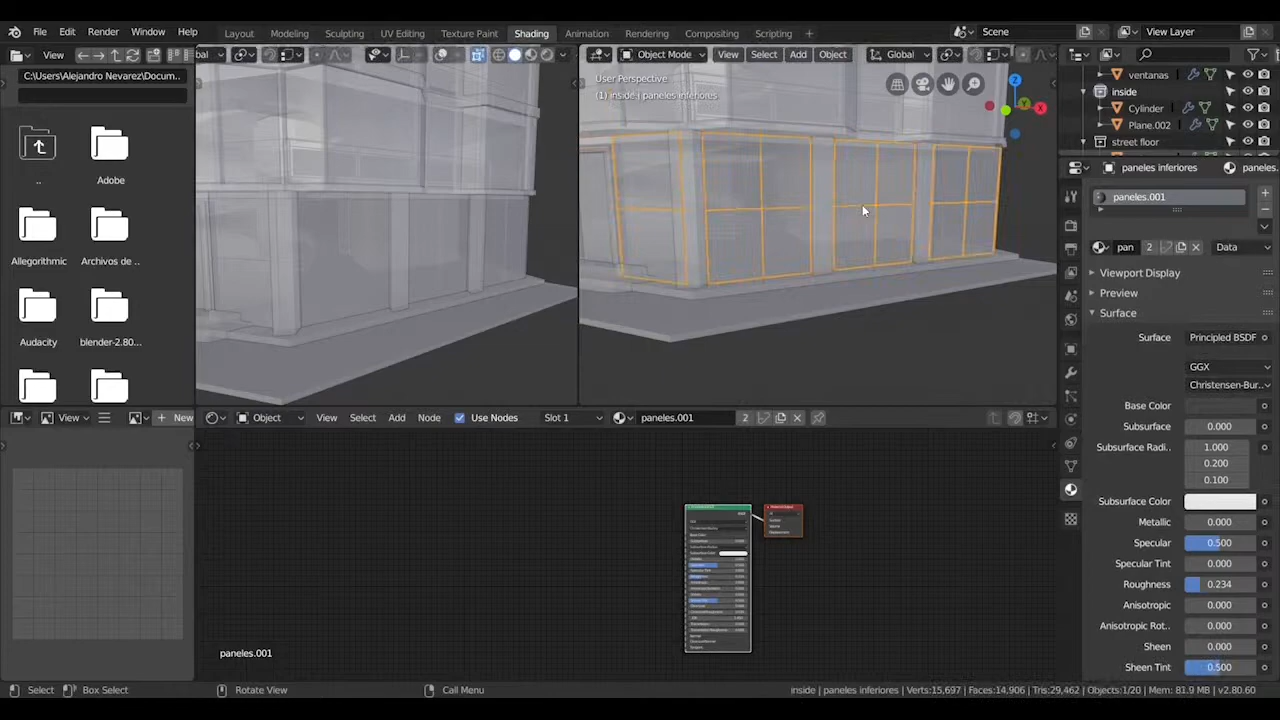 File Edit Render Window Help
Layout Modeling Sculpting UV Editing Texture Paint Shading Animation Rendering Compositing Scripting +
Scene
View Layer
View
bal
Object Mode View Select Add Object Global
C:\Users\Alejandro Nevarez\Docum..
User Perspective
(1) inside | paneles inferiores
Z
Y
X
ventanas
inside
Cylinder
Plane.002
street floor
..
Adobe
Allegorithmic
Archivos de ..
Audacity
blender-2.80...
paneles inferiores
paneles.
paneles.001
pan 2 Data
Viewport Display
Preview
Surface
Surface Principled BSDF
GGX
Christensen-Bur..
Base Color
Subsurface 0.000
Subsurface Radi.. 1.000
0.200
0.100
Subsurface Color
Metallic 0.000
Specular 0.500
Specular Tint 0.000
Roughness 0.234
Anisotropic 0.000
Anisotropic Rot.. 0.000
Sheen 0.000
Sheen Tint 0.500
View
New
Object View Select Add Node Use Nodes Slot 1 paneles.001 2
paneles.001
Select Box Select Rotate View Call Menu
inside | paneles inferiores | Verts:15,697 | Faces:14,906 | Tris:29,462 | Objects:1/20 | Mem: 81.9 MB | v2.80.60